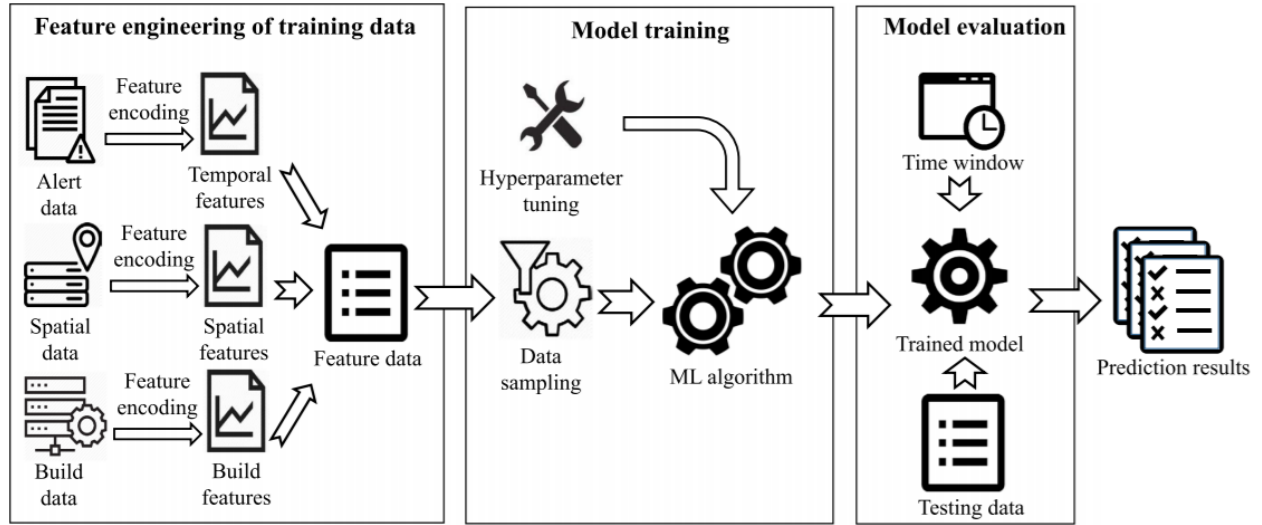 Feature engineering of training data
Feature
encoding
Alert
data
Temporal
features
Feature
encoding
Spatial
data
Spatial
features
Feature
encoding
Build
data
Build
features
Feature data
Model training
Hyperparameter
tuning
Data
sampling
ML algorithm
Model evaluation
Time window
Trained model
Testing data
Prediction results